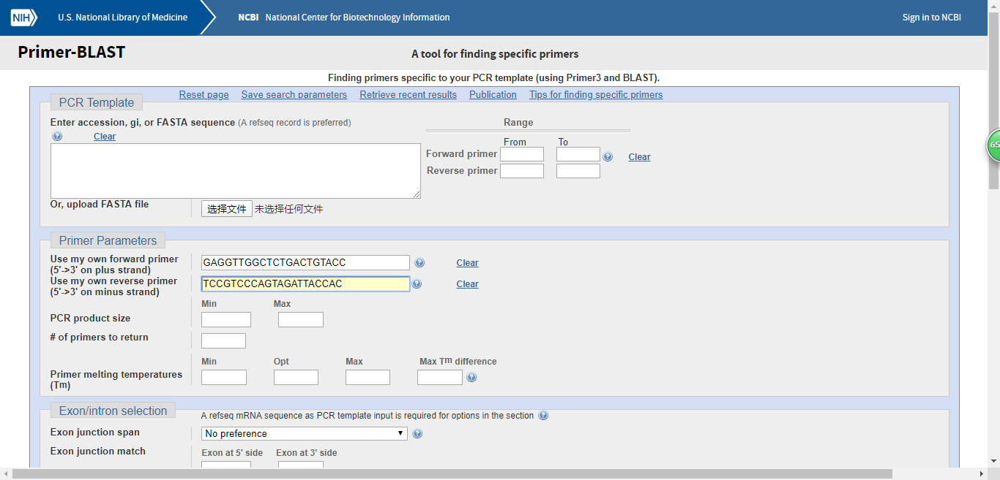 NIH U.S. National Library of Medicine NCBI National Center for Biotechnology Information Sign in to NCBI
Primer-BLAST A tool for finding specific primers
Finding primers specific to your PCR template (using Primer3 and BLAST).
Reset page Save search parameters Retrieve recent results Publication Tips for finding specific primers
PCR Template
Enter accession, gi, or FASTA sequence (A refseq record is preferred) Range
Clear
From To
Forward primer Clear
Reverse primer
Or, upload FASTA file 选择文件 未选择任何文件
65
Primer Parameters
Use my own forward primer
(5'->3' on plus strand) GAGGTTGGCTCTGACTGTACC Clear
Use my own reverse primer
(5'->3' on minus strand) TCCGTCCCAGTAGATTACCAC Clear
Min Max
PCR product size
# of primers to return
Min Opt Max Max Tm difference
Primer melting temperatures
(Tm)
Exon/intron selection
A refseq mRNA sequence as PCR template input is required for options in the section
Exon junction span No preference
Exon junction match Exon at 5' side Exon at 3' side